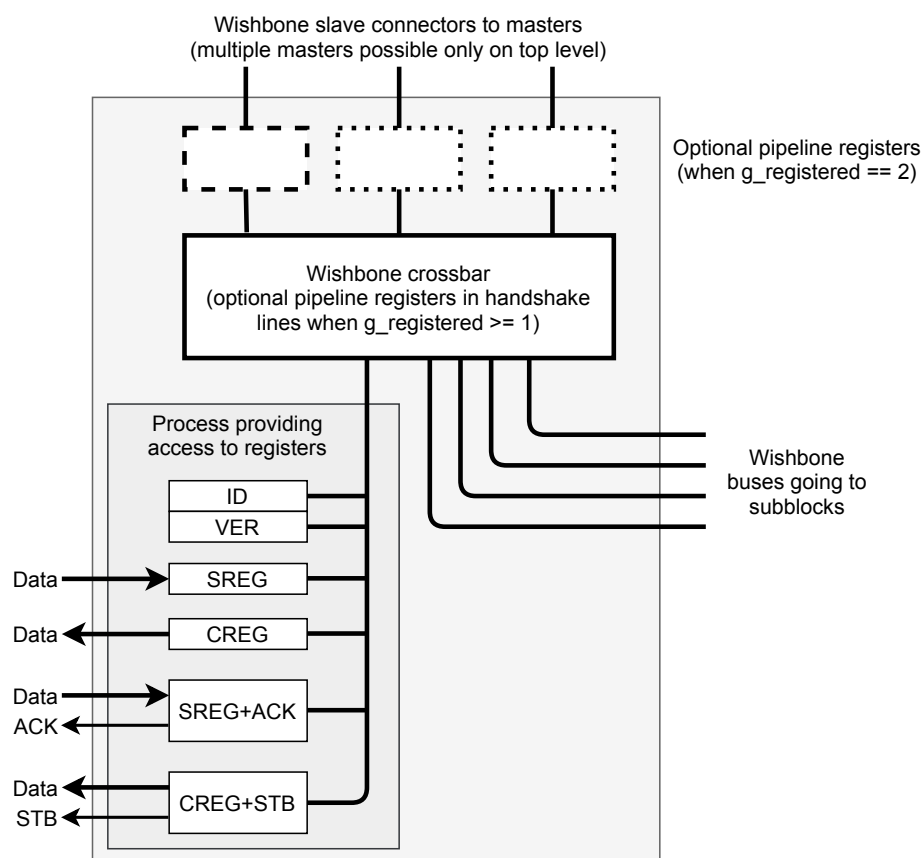 Wishbone slave connectors to masters
(multiple masters possible only on top level)
Optional pipeline registers
(when g_registered == 2)
Wishbone crossbar
(optional pipeline registers in handshake
lines when g_registered >= 1)
Process providing
access to registers
Wishbone
buses going to
subblocks
ID
VER
Data
SREG
Data
CREG
Data
ACK
SREG+ACK
Data
STB
CREG+STB